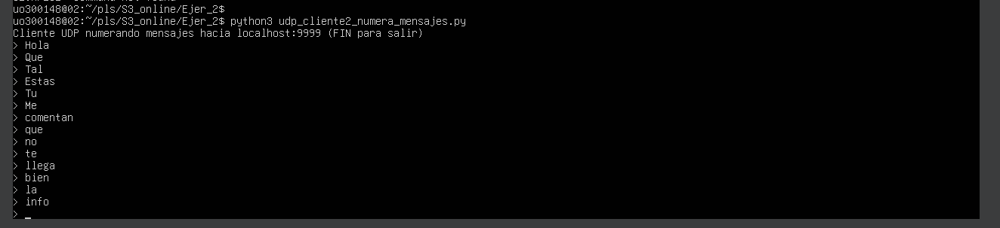 uo300148@02:~/pls/S3_online/Ejer_2$
uo300148@02:~/pls/S3_online/Ejer_2$ python3 udp_cliente2_numera_mensajes.py
Cliente UDP numerando mensajes hacia localhost:9999 (FIN para salir)
> Hola
> Que
> Tal
> Estas
> Tu
> Me
> comentan
> que
> no
> te
> llega
> bien
> la
> info
> _